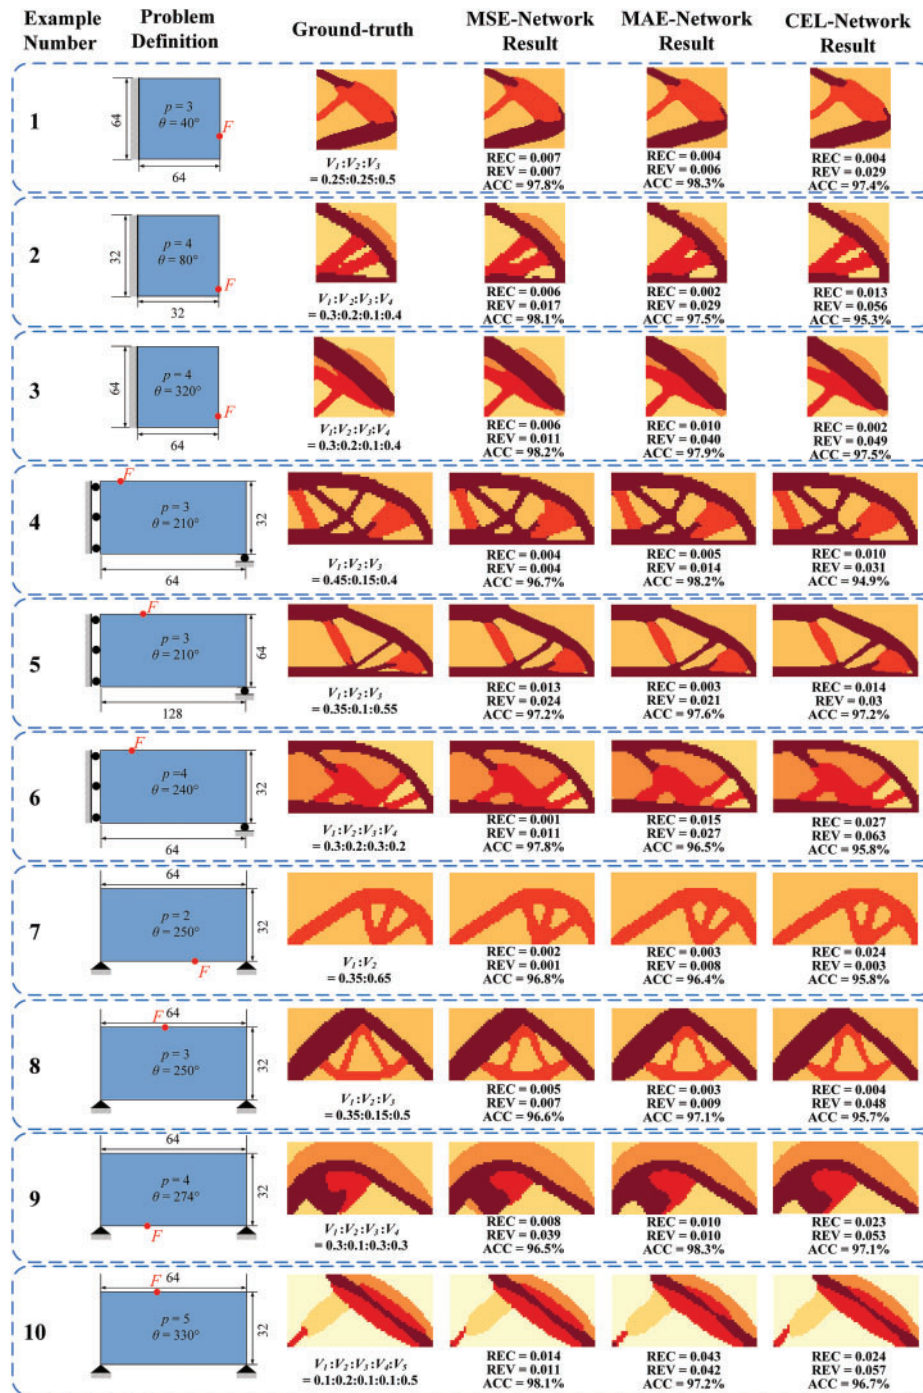 Example Number
Problem Definition
Ground-truth
MSE-Network Result
MAE-Network Result
CEL-Network Result
1
64
p = 3
θ = 40°
F
64
V1:V2:V3
= 0.25:0.25:0.5
REC = 0.007
REV = 0.007
ACC = 97.8%
REC = 0.004
REV = 0.006
ACC = 98.3%
REC = 0.004
REV = 0.029
ACC = 97.4%
2
32
p = 4
θ = 80°
F
32
V1:V2:V3:V4
= 0.3:0.2:0.1:0.4
REC = 0.006
REV = 0.017
ACC = 98.1%
REC = 0.002
REV = 0.029
ACC = 97.5%
REC = 0.013
REV = 0.056
ACC = 95.3%
3
64
p = 4
θ = 320°
F
64
V1:V2:V3:V4
= 0.3:0.2:0.1:0.4
REC = 0.006
REV = 0.011
ACC = 98.2%
REC = 0.010
REV = 0.040
ACC = 97.9%
REC = 0.002
REV = 0.049
ACC = 97.5%
4
F
p = 3
θ = 210°
32
64
V1:V2:V3
= 0.45:0.15:0.4
REC = 0.004
REV = 0.004
ACC = 96.7%
REC = 0.005
REV = 0.014
ACC = 98.2%
REC = 0.010
REV = 0.031
ACC = 94.9%
5
F
p = 3
θ = 210°
64
128
V1:V2:V3
= 0.35:0.1:0.55
REC = 0.013
REV = 0.024
ACC = 97.2%
REC = 0.003
REV = 0.021
ACC = 97.6%
REC = 0.014
REV = 0.03
ACC = 97.2%
6
F
p =4
θ = 240°
32
64
V1:V2:V3:V4
= 0.3:0.2:0.3:0.2
REC = 0.001
REV = 0.011
ACC = 97.8%
REC = 0.015
REV = 0.027
ACC = 96.5%
REC = 0.027
REV = 0.063
ACC = 95.8%
7
64
p = 2
θ = 250°
32
F
V1:V2
= 0.35:0.65
REC = 0.002
REV = 0.001
ACC = 96.8%
REC = 0.003
REV = 0.008
ACC = 96.4%
REC = 0.024
REV = 0.003
ACC = 95.8%
8
F
64
p = 3
θ = 250°
32
V1:V2:V3
= 0.35:0.15:0.5
REC = 0.005
REV = 0.007
ACC = 96.6%
REC = 0.003
REV = 0.009
ACC = 97.1%
REC = 0.004
REV = 0.048
ACC = 95.7%
9
64
p = 4
θ = 274°
32
F
V1:V2:V3:V4
= 0.3:0.1:0.3:0.3
REC = 0.008
REV = 0.039
ACC = 96.5%
REC = 0.010
REV = 0.010
ACC = 98.3%
REC = 0.023
REV = 0.053
ACC = 97.1%
10
64
F
p = 5
θ = 330°
32
V1:V2:V3:V4:V5
= 0.1:0.2:0.1:0.1:0.5
REC = 0.014
REV = 0.011
ACC = 98.1%
REC = 0.043
REV = 0.042
ACC = 97.2%
REC = 0.024
REV = 0.057
ACC = 96.7%